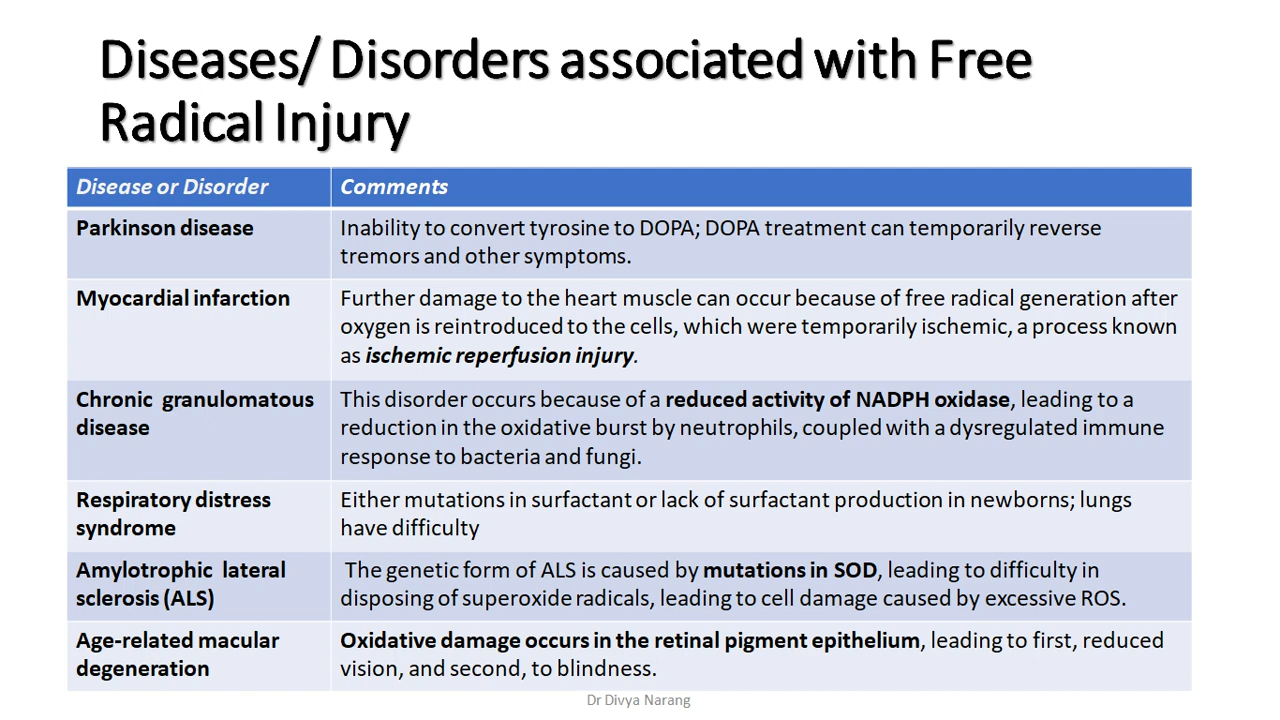 Diseases/ Disorders associated with Free
Radical Injury
Disease or Disorder
Comments
Parkinson disease
Inability to convert tyrosine to DOPA; DOPA treatment can temporarily reverse
tremors and other symptoms.
Myocardial infarction
Further damage to the heart muscle can occur because of free radical generation after
oxygen is reintroduced to the cells, which were temporarily ischemic, a process known
as ischemic reperfusion injury.
Chronic granulomatous
disease
This disorder occurs because of a reduced activity of NADPH oxidase, leading to a
reduction in the oxidative burst by neutrophils, coupled with a dysregulated immune
response to bacteria and fungi.
Respiratory distress
syndrome
Either mutations in surfactant or lack of surfactant production in newborns; lungs
have difficulty
Amylotrophic lateral
sclerosis (ALS)
The genetic form of ALS is caused by mutations in SOD, leading to difficulty in
disposing of superoxide radicals, leading to cell damage caused by excessive ROS.
Age-related macular
degeneration
Oxidative damage occurs in the retinal pigment epithelium, leading to first, reduced
vision, and second, to blindness.
Dr Divya Narang